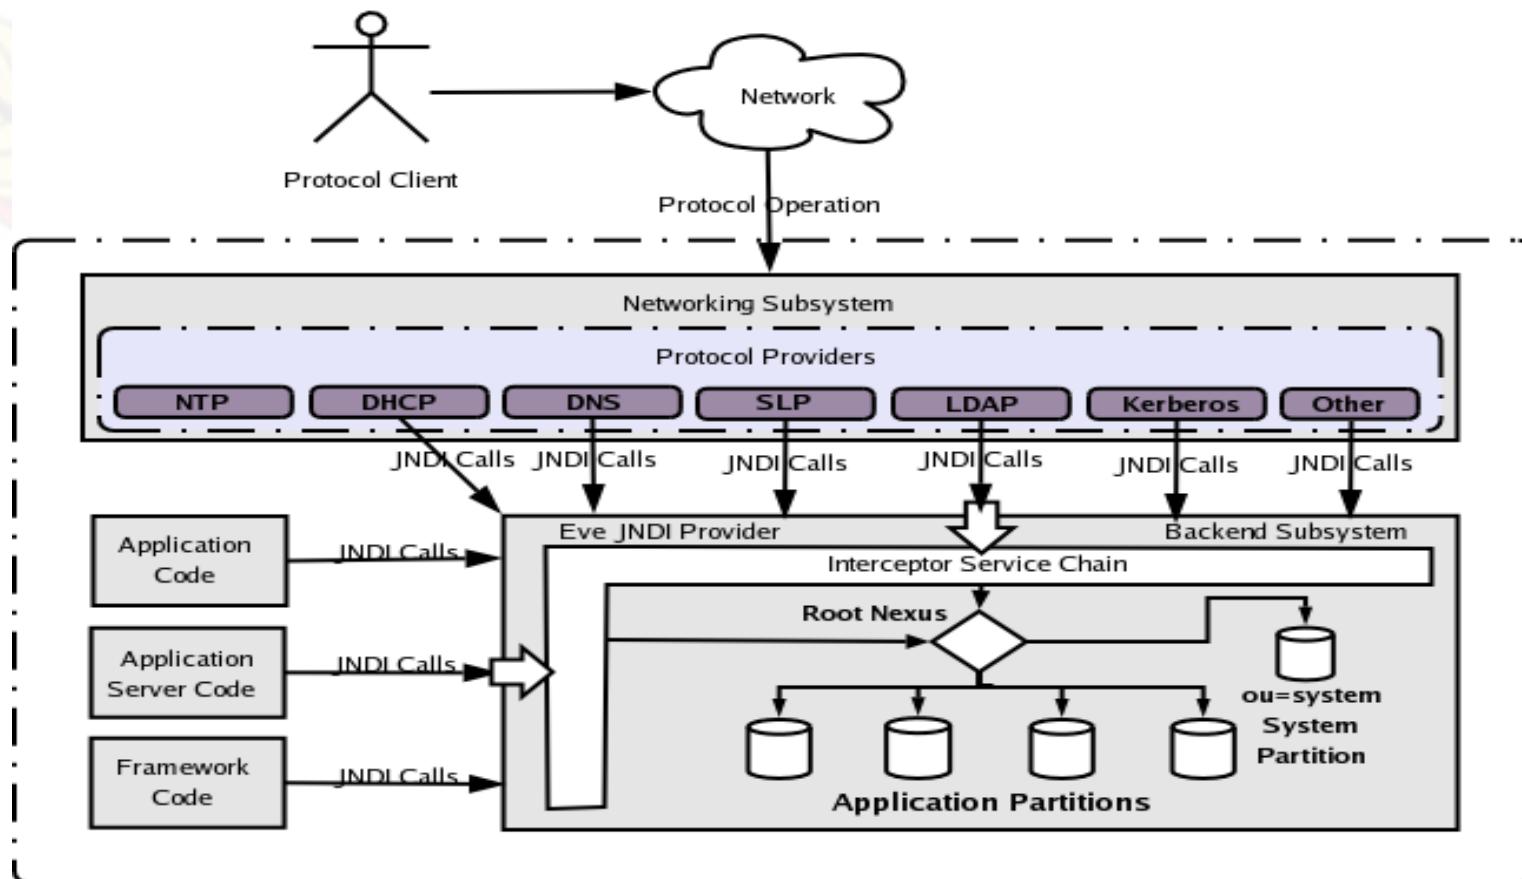 Network
Protocol Client
Protocol Operation
Networking Subsystem
Protocol Providers
NTP
DHCP
DNS
SLP
LDAP
Kerberos
Other
JNDI Calls
JNDI Calls
JNDI Calls
JNDI Calls
JNDI Calls
JNDI Calls
Application
Code
JNDI Calls
Eve JNDI Provider
Backend Subsystem
Interceptor Service Chain
Root Nexus
Application
Server Code
JNDI Calls
ou=system
System
Partition
Framework
Code
JNDI Calls
Application Partitions